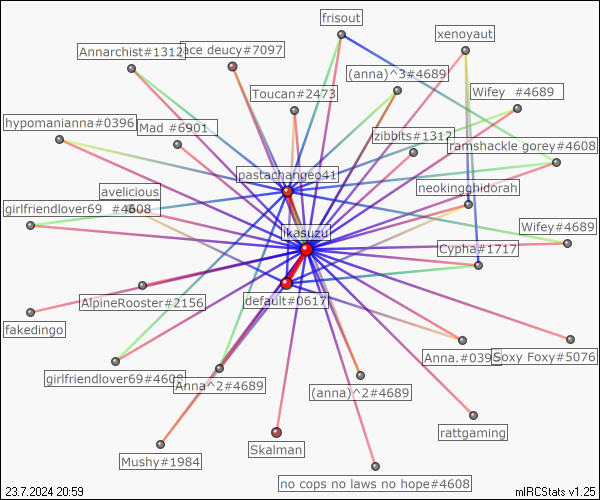 frisout
xenoyaut
Annarchist#1312
ace deucy#7097
(anna)^3#4689
Toucan#2473
Wifey #4689
hypomanianna#0396
Mad #6901
zibbits#1312
ramshackle gorey#4608
pastachangeo41
avelicious
neokingghidorah
girlfriendlover69 #4608
ikasuzu
Wifey#4689
Cypha#1717
default#0617
AlpineRooster#2156
fakedingo
Anna.#0396
Soxy Foxy#5076
girlfriendlover69#4608
Anna^2#4689
(anna)^2#4689
rattgaming
Skalman
Mushy#1984
no cops no laws no hope#4608
23.7.2024 20:59
mIRCStats v1.25